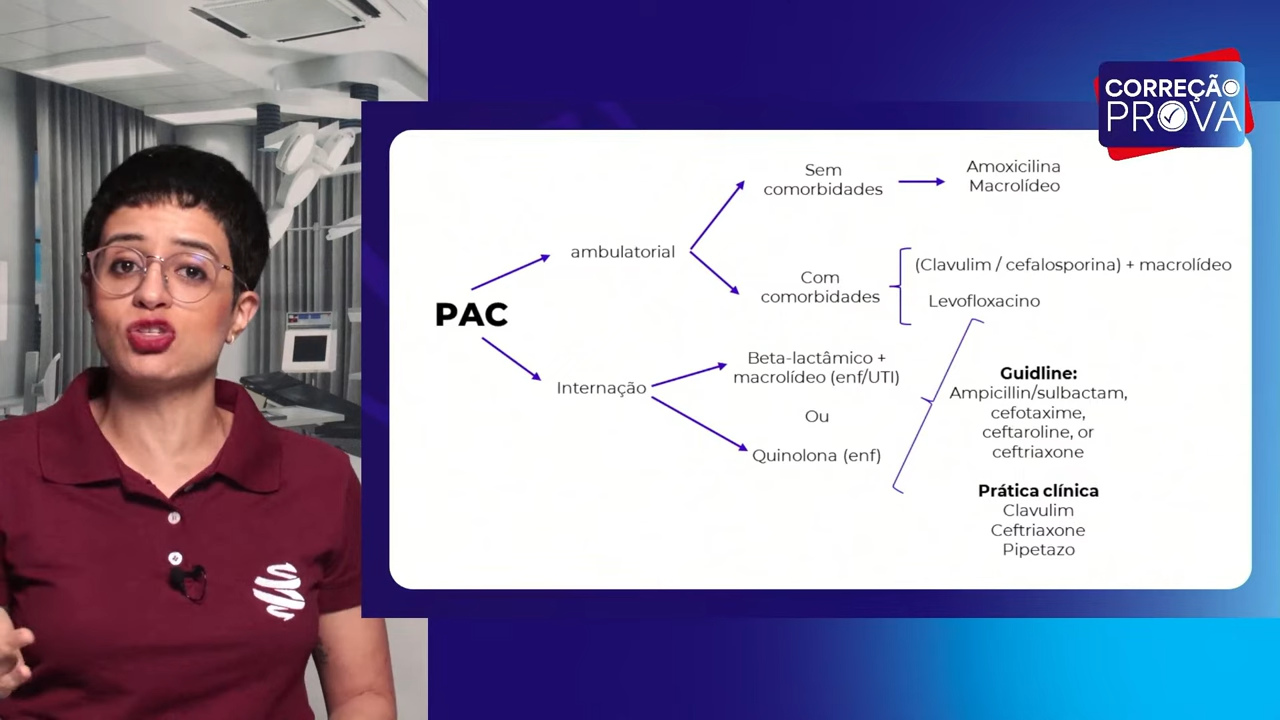 CORREÇÃO
PROVA
PAC
ambulatorial
Sem
comorbidades
Amoxicilina
Macrolídeo
Com
comorbidades
(Clavulim / cefalosporina) + macrolídeo
Levofloxacino
Internação
Beta-lactâmico +
macrolídeo (enf/UTI)
Ou
Quinolona (enf)
Guidline:
Ampicillin/sulbactam,
cefotaxime,
ceftaroline, or
ceftriaxone
Prática clínica
Clavulim
Ceftriaxone
Pipetazo